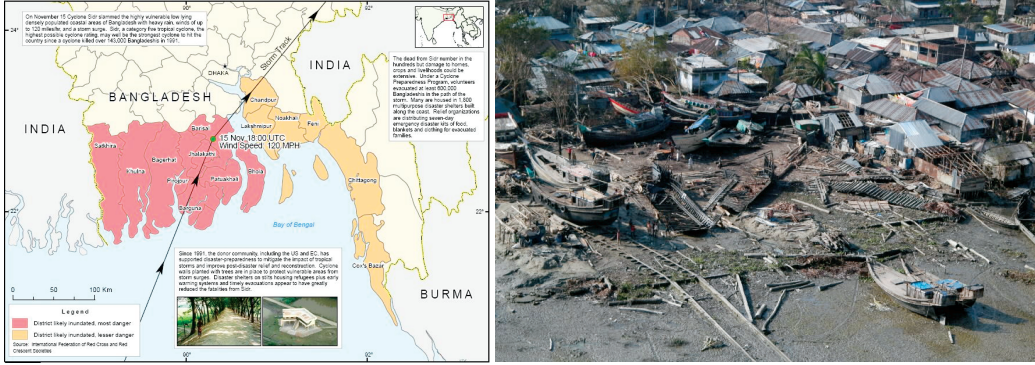 90°
92°
On November 15 Cyclone Sidr slammed the highly vulnerable low lying
densely populated coastal areas of Bangladesh with heavy rain, winds of up
to 120 miles/hr, and a storm surge. Sidr, a category five tropical cyclone, the
highest possible cyclone rating, may well be the strongest cyclone to hit the
country since a cyclone killed over 143,000 Bangladeshis in 1991.
24°
Storm Track
The dead from Sidr number in the
hundreds but damage to homes,
crops and livelihoods could be
extensive. Under a Cyclone
Preparedness Program, volunteers
evacuated at least 600,000
Bangladeshis in the path of the
storm. Many are housed in 1,800
multipurpose disaster shelters built
along the coast. Relief organizations
are distributing seven-day
emergency disaster kits of food,
blankets and clothing for evacuated
families.
DHAKA
INDIA
BANGLADESH
Chandpur
INDIA
Barisal
Lakshmipur
Noakhali
Feni
15 Nov 18:00 UTC
Wind Speed: 120 MPH
Satkhira
Jhalakathi
Bagerhat
Khulna
Pirojpur
Patuakhali
Bhola
Chittagong
Barguna
22°
22°
Bay of Bengal
Since 1991, the donor community, including the US and EC, has
supported disaster-preparedness to mitigate the impact of tropical
storms and improve post-disaster relief and reconstruction. Cyclone
walls planted with trees are in place to protect vulnerable areas from
storm surges. Disaster shelters on stilts housing refugees plus early
warning systems and timely evacuations appear to have greatly
reduced the fatalities from Sidr.
Cox's Bazar
BURMA
0 50 100 Km
Legend
District likely inundated, most danger
District likely inundated, lesser danger
Source: International Federation of Red Cross and Red
Crescent Societies
90°
92°